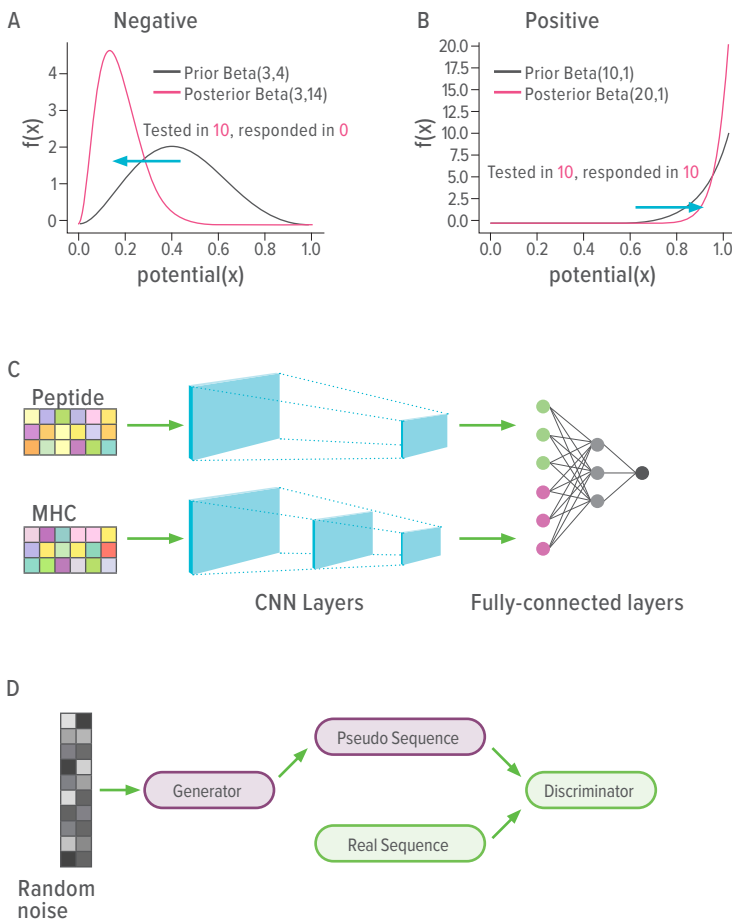 A
Negative
f(x)
4
3
2
1
0
Prior Beta(3,4)
Posterior Beta(3,14)
Tested in 10, responded in 0
0.0 0.2 0.4 0.6 0.8 1.0
potential(x)
B
Positive
f(x)
20.0
17.5
15.0
12.5
10.0
7.5
5.0
2.5
0.0
Prior Beta(10,1)
Posterior Beta(20,1)
Tested in 10, responded in 10
0.0 0.2 0.4 0.6 0.8 1.0
potential(x)
C
Peptide
MHC
CNN Layers
Fully-connected layers
D
Random
noise
Generator
Pseudo Sequence
Real Sequence
Discriminator